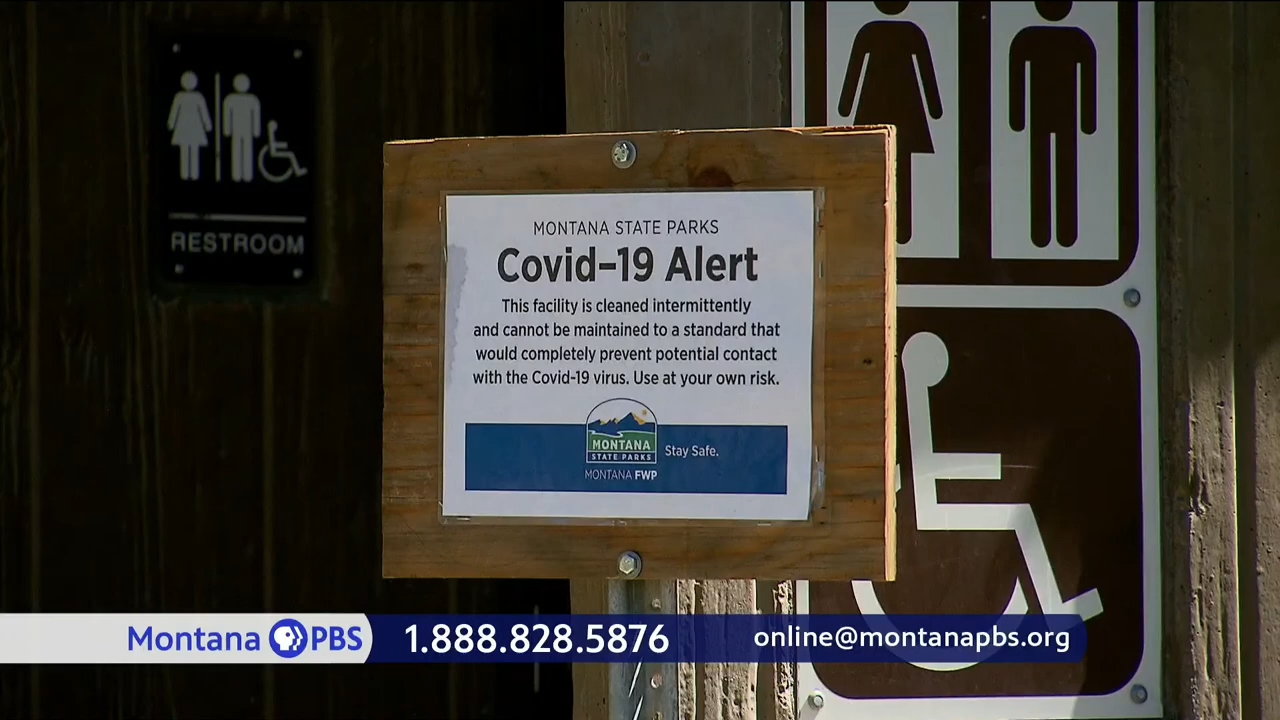 RESTROOM
MONTANA STATE PARKS
Covid-19 Alert
This facility is cleaned intermittently
and cannot be maintained to a standard that
would completely prevent potential contact
with the Covid-19 virus. Use at your own risk.
MONTANA
STATE PARKS
Stay Safe.
MONTANA FWP
Montana PBS
1.888.828.5876
online@montanapbs.org